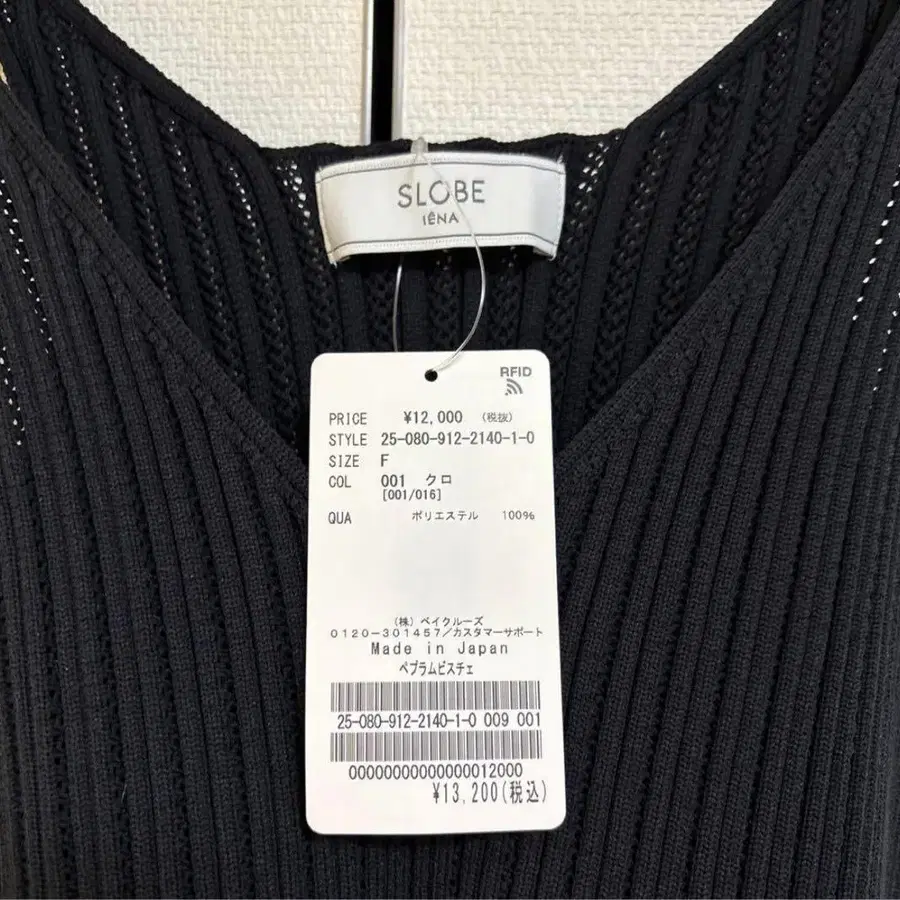 SLOBE
IÉNA
RFID
PRICE ¥12,000 (税抜)
STYLE 25-080-912-2140-1-0
SIZE F
COL 001 クロ
[001/016]
QUA ポリエステル 100%
(株) ベイクルーズ
0120-301457/カスタマーサポート
Made in Japan
ペプラムビスチェ
25-080-912-2140-1-0 009 001
00000000000000012000
¥13,200(税込)